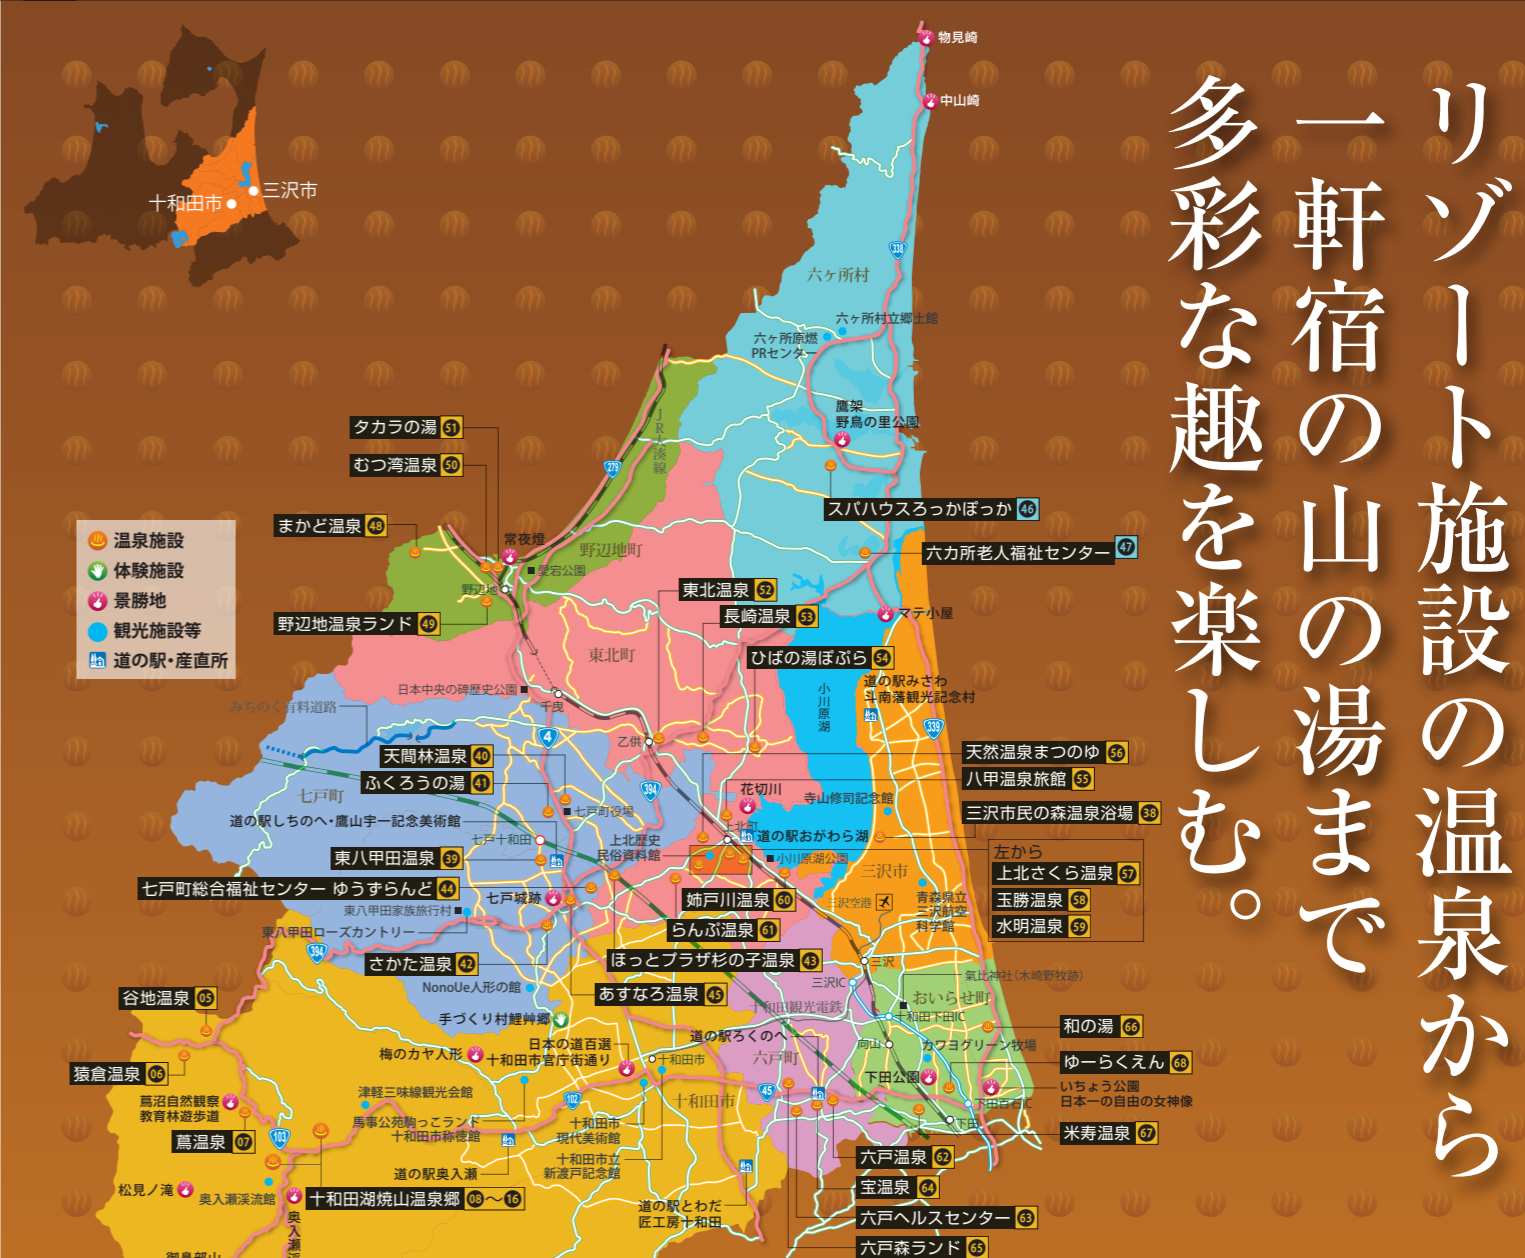 リゾート施設の温泉から
一軒宿の山の湯まで
多彩な趣を楽しむ。
十和田市
三沢市
物見崎
中山崎
338
六ヶ所村
六ヶ所村立郷土館
六ヶ所原燃
PRセンター
鷹架
野鳥の里公園
JR大湊線
279
タカラの湯 51
むつ湾温泉 50
まかど温泉 48
スパハウスろっかぽっか 46
六カ所老人福祉センター 47
温泉施設
体験施設
景勝地
観光施設等
道の駅・産直所
常夜燈
愛宕公園
野辺地町
野辺地
野辺地温泉ランド 49
東北温泉 52
長崎温泉 53
マテ小屋
ひばの湯ぽぷら 54
東北町
日本中央の碑歴史公園
千曳
小川原湖
道の駅みさわ
斗南藩観光記念村
みちのく有料道路
4
乙供
339
天間林温泉 40
ふくろうの湯 41
394
天然温泉まつのゆ 56
八甲温泉旅館 55
三沢市民の森温泉浴場 38
七戸町
七戸町役場
花切川
寺山修司記念館
道の駅しちのへ・鷹山宇一記念美術館
七戸十和田
上北町
道の駅おがわら湖
上北歴史
民俗資料館
小川原湖公園
東八甲田温泉 39
左から
上北さくら温泉 57
玉勝温泉 58
水明温泉 59
三沢市
七戸町総合福祉センター ゆうずらんど 44
七戸城跡
姉戸川温泉 60
三沢空港
青森県立
三沢航空
科学館
東八甲田家族旅行村
東八甲田ローズカントリー
らんぷ温泉 61
394
さかた温泉 42
ほっとプラザ杉の子温泉 43
三沢
NonoUe人形の館
あすなろ温泉 45
三沢IC
氣比神社（木崎野牧跡）
おいらせ町
谷地温泉 05
十和田観光電鉄
十和田下田IC
手づくり村鯉艸郷
和の湯 66
道の駅ろくのへ
向山
カワヨグリーン牧場
梅のカヤ人形
日本の道百選
十和田市官庁街通り
十和田市
六戸町
ゆーらくえん 68
猿倉温泉 06
下田公園
いちょう公園
日本一の自由の女神像
津軽三味線観光会館
蔦沼自然観察
教育林遊歩道
102
45
十和田市
下田百石IC
馬事公苑駒っこランド
十和田市称徳館
十和田市
現代美術館
下田
米寿温泉 67
蔦温泉 07
103
十和田市立
新渡戸記念館
六戸温泉 62
道の駅奥入瀬
宝温泉 64
松見ノ滝
奥入瀬渓流館
十和田湖焼山温泉郷 08〜16
道の駅とわだ
匠工房十和田
六戸ヘルスセンター 63
奥入瀬渓
六戸森ランド 65